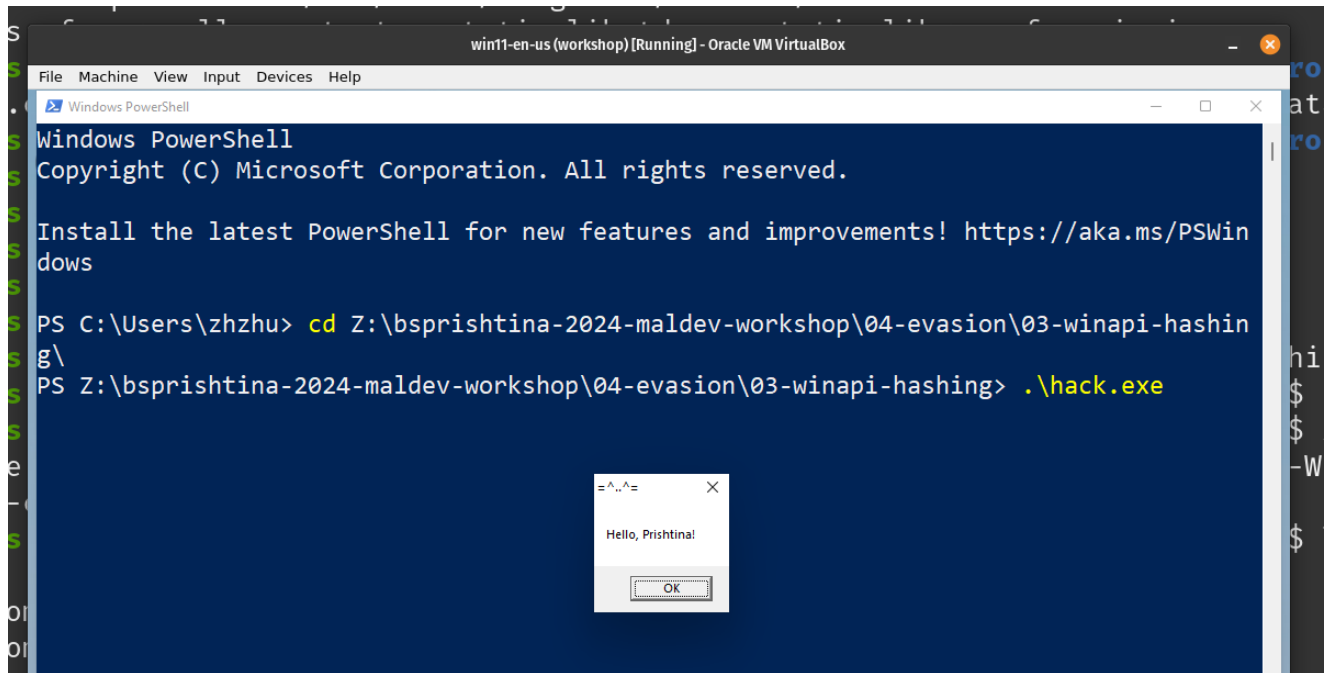 win11-en-us (workshop) [Running] - Oracle VM VirtualBox
File Machine View Input Devices Help
Windows PowerShell
Windows PowerShell
Copyright (C) Microsoft Corporation. All rights reserved.
Install the latest PowerShell for new features and improvements! https://aka.ms/PSWin
dows
PS C:\Users\zhzhu> cd Z:\bsprishtina-2024-maldev-workshop\04-evasion\03-winapi-hashin
g\
PS Z:\bsprishtina-2024-maldev-workshop\04-evasion\03-winapi-hashing> .\hack.exe
=^..^=
Hello, Prishtina!
OK